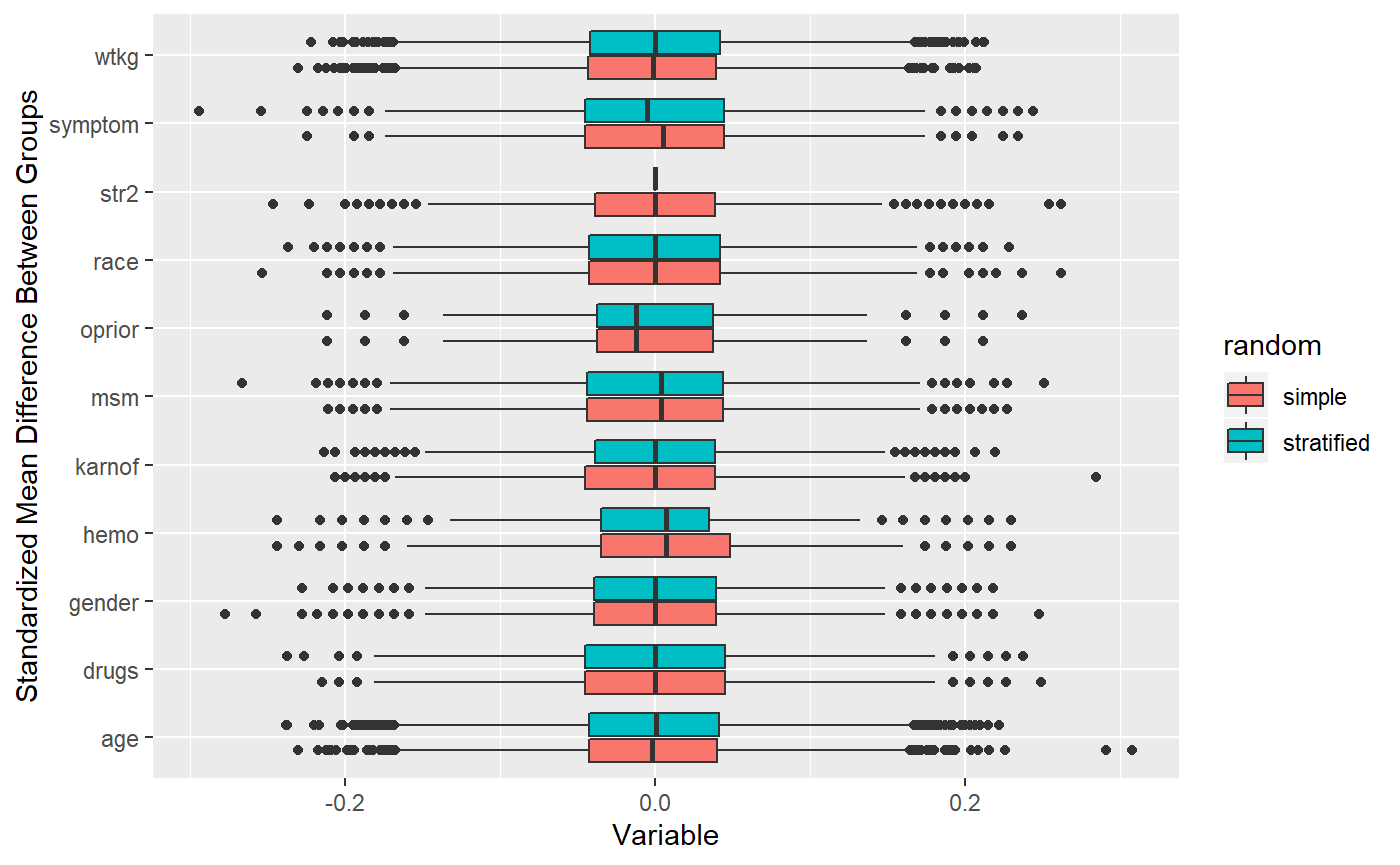 Standardized Mean Difference Between Groups
wtkg
symptom
str2
race
oprior
msm
karnof
hemo
gender
drugs
age
-0.2
0.0
0.2
Variable
random
simple
stratified